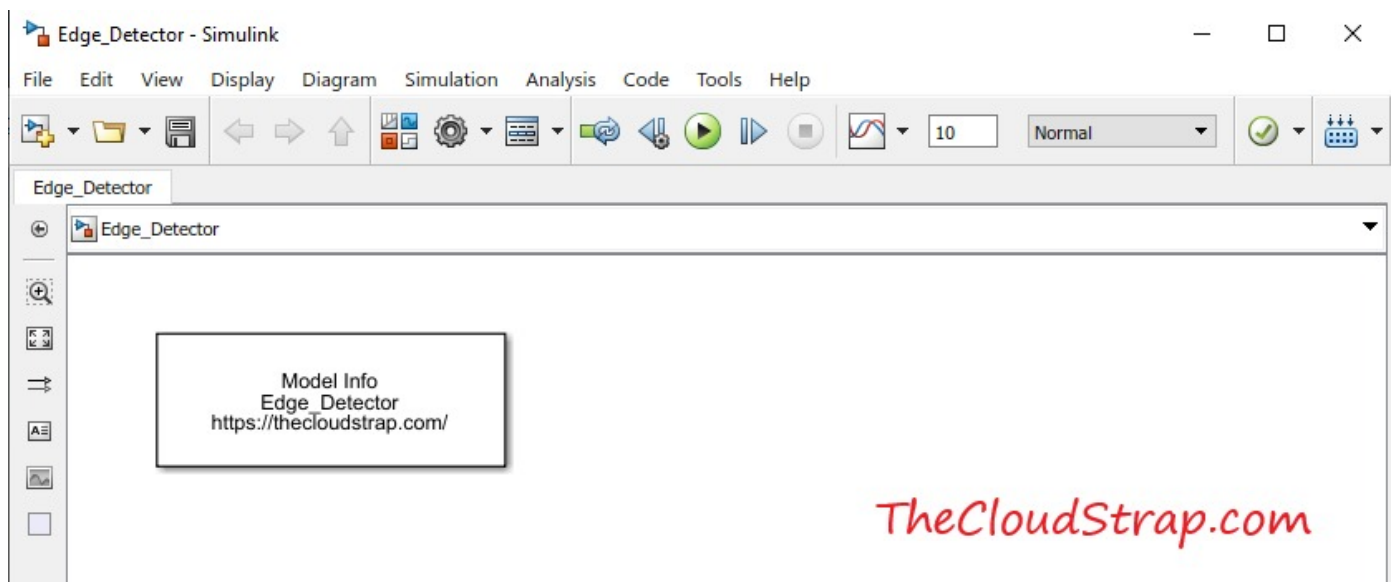 Edge_Detector - Simulink
File Edit View Display Diagram Simulation Analysis Code Tools Help
10 Normal
Edge_Detector
Edge_Detector
Model Info
Edge_Detector
https://thecloudstrap.com/
TheCloudStrap.com